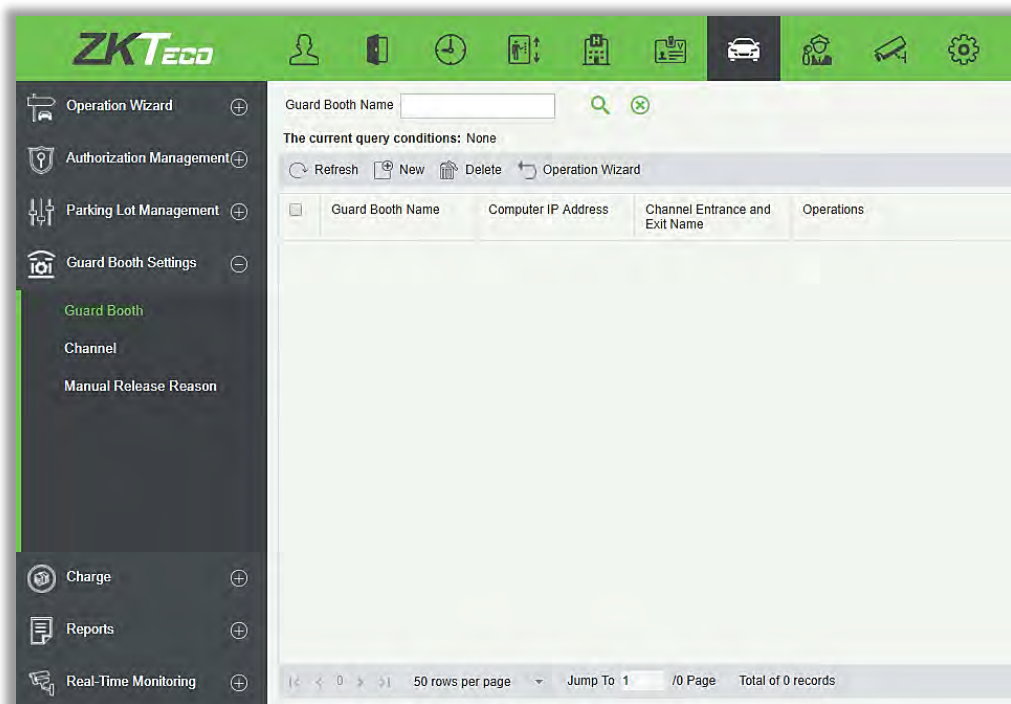 ZKTeco
Operation Wizard
Authorization Management
Parking Lot Management
Guard Booth Settings
Guard Booth
Channel
Manual Release Reason
Charge
Reports
Real-Time Monitoring
Guard Booth Name
The current query conditions: None
Refresh New Delete Operation Wizard
Guard Booth Name Computer IP Address Channel Entrance and Operations
Exit Name
|< < 0 > >| 50 rows per page Jump To 1 /0 Page Total of 0 records